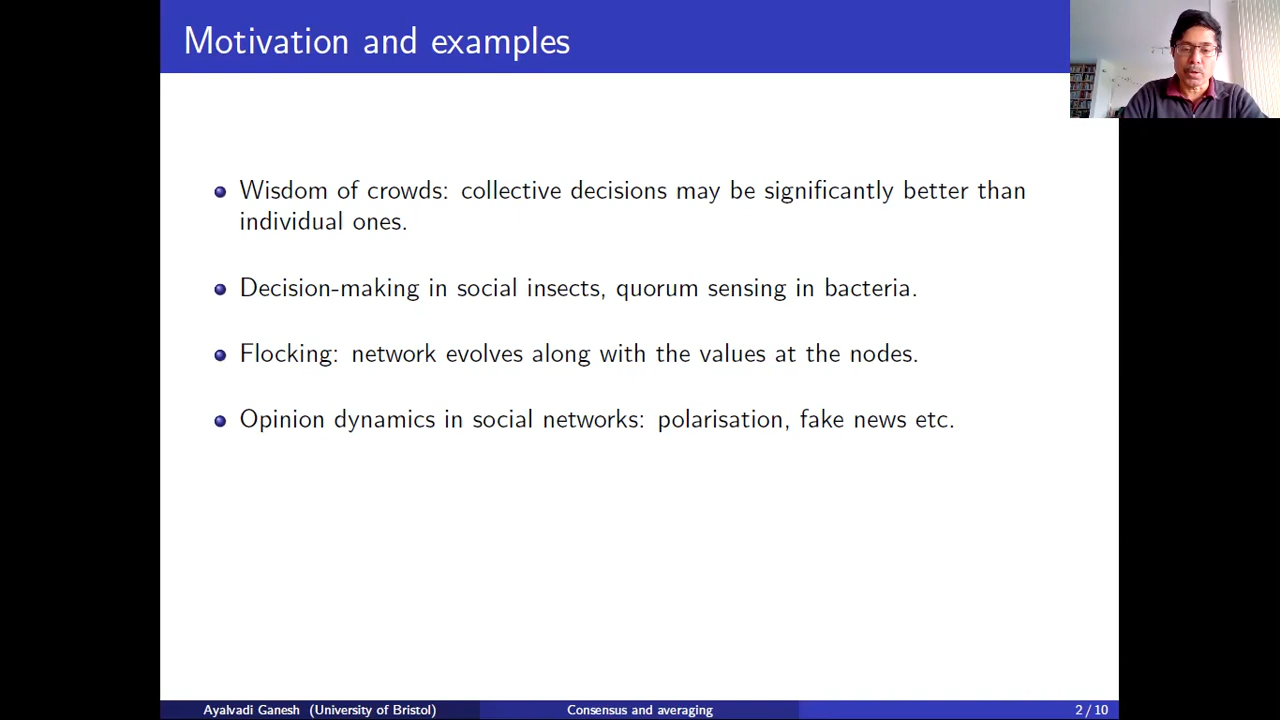 Motivation and examples
Wisdom of crowds: collective decisions may be significantly better than
individual ones.
Decision-making in social insects, quorum sensing in bacteria.
Flocking: network evolves along with the values at the nodes.
Opinion dynamics in social networks: polarisation, fake news etc.
Ayalvadi Ganesh (University of Bristol) Consensus and averaging 2 / 10